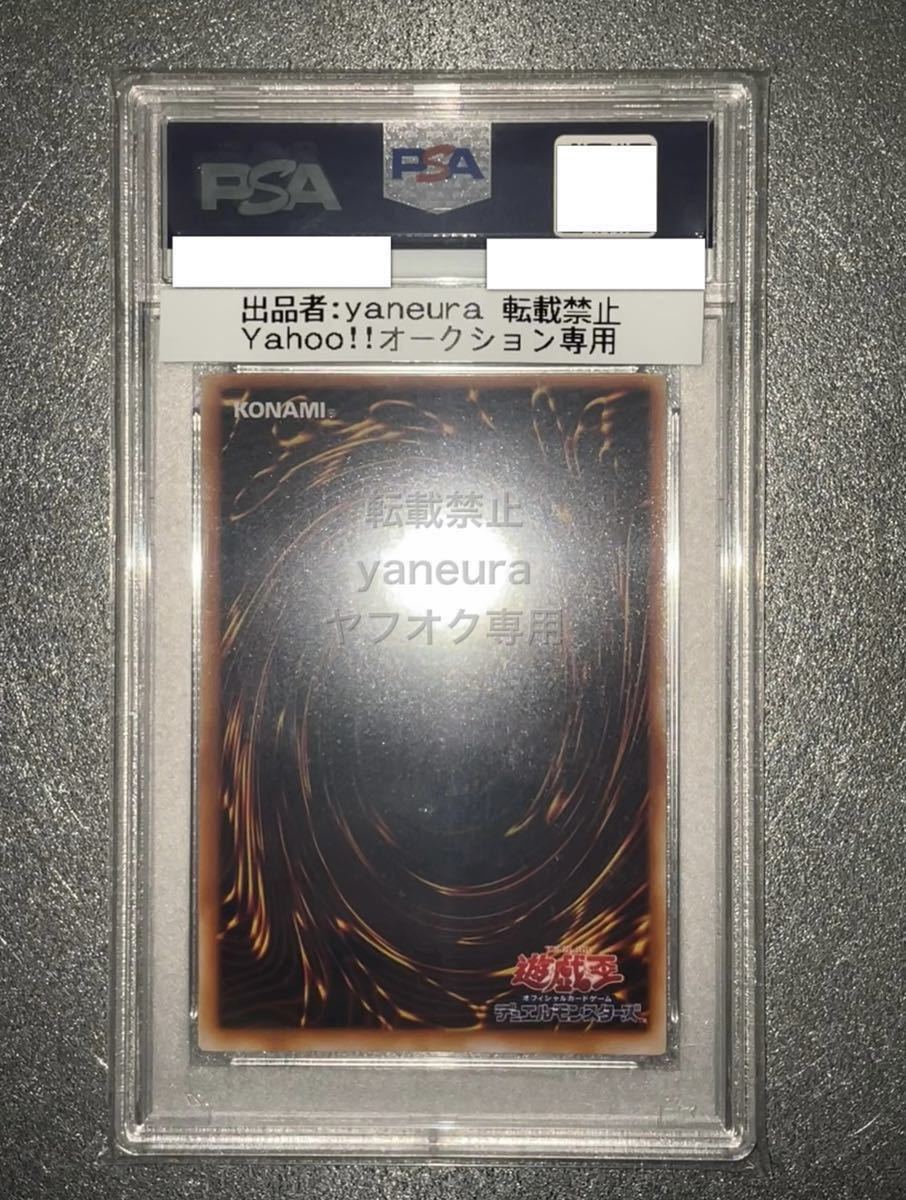 PSA
PSA
出品者:yaneura 転載禁止
Yahoo!!オークション専用
KONAMI
転載禁止
yaneura
ヤフオク専用
遊戯王
オフィシャルカードゲーム
デュエルモンスターズ